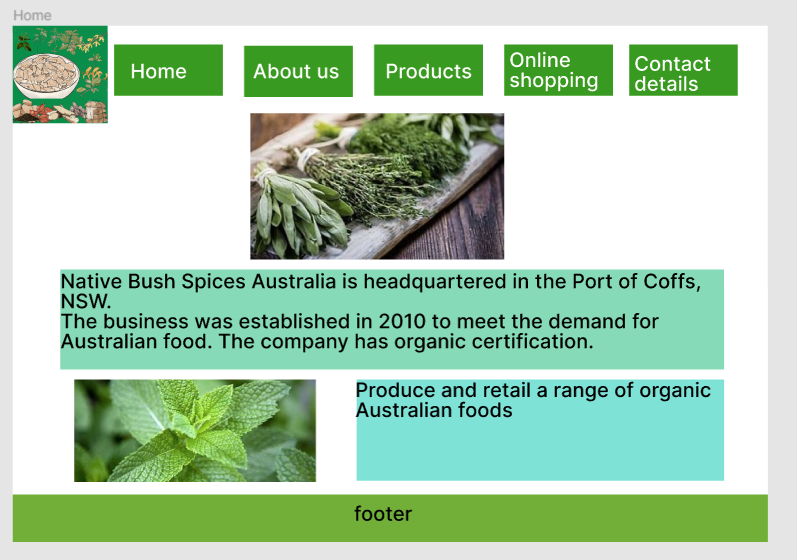 Home
Home
About us
Products
Online
shopping
Contact
details
Native Bush Spices Australia is headquartered in the Port of Coffs,
NSW.
The business was established in 2010 to meet the demand for
Australian food. The company has organic certification.
Produce and retail a range of organic
Australian foods
footer